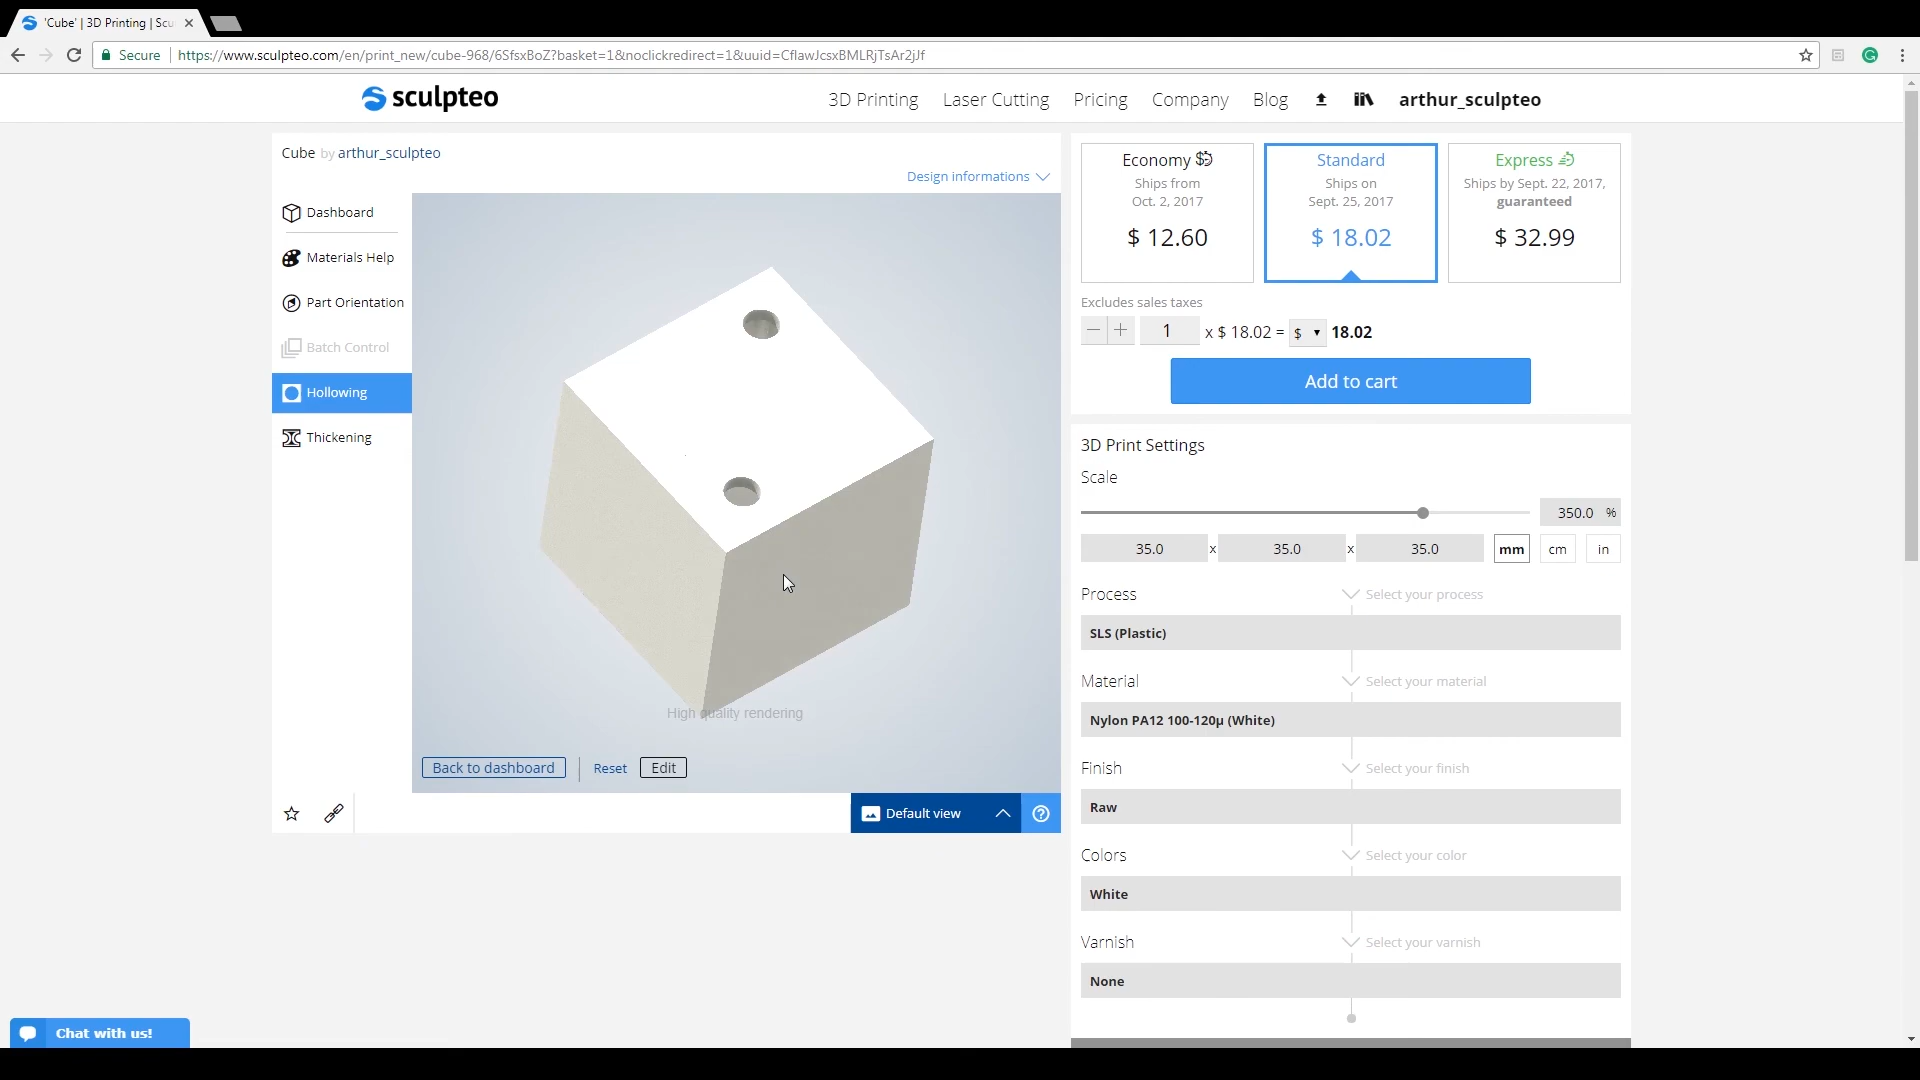 'Cube' | 3D Printing | Scu
Secure
https://www.sculpteo.com/en/print_new/cube-968/6SfsxBoZ?basket=1&noclickredirect=1&uuid=CflawJcsxBMLRjTsAr2jJf
sculpteo
3D Printing
Laser Cutting
Pricing
Company
Blog
arthur_sculpteo
Cube by arthur_sculpteo
Design informations
Dashboard
Materials Help
Part Orientation
Batch Control
Hollowing
Thickening
High quality rendering
Back to dashboard
Reset
Edit
Default view
Economy
Ships from
Oct. 2, 2017
$ 12.60
Standard
Ships on
Sept. 25, 2017
$ 18.02
Express
Ships by Sept. 22, 2017,
guaranteed
$ 32.99
Excludes sales taxes
1 x $ 18.02 = $ 18.02
Add to cart
3D Print Settings
Scale
350.0 %
35.0 x 35.0 x 35.0 mm cm in
Process
Select your process
SLS (Plastic)
Material
Select your material
Nylon PA12 100-120µ (White)
Finish
Select your finish
Raw
Colors
Select your color
White
Varnish
Select your varnish
None
Chat with us!